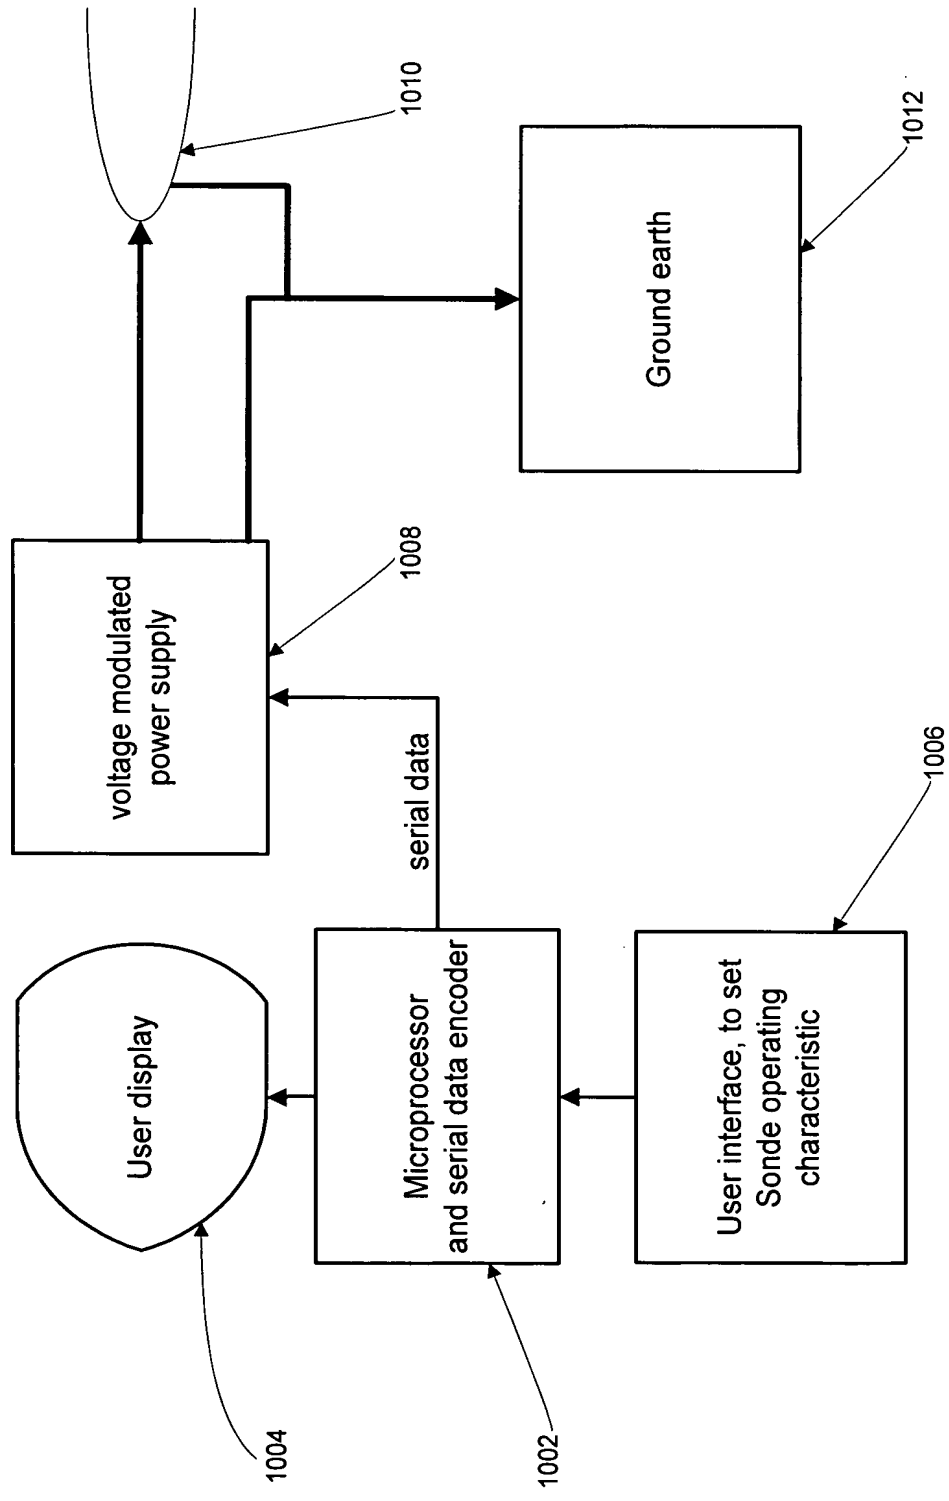 User display
1004
voltage modulated
power supply
1008
1010
Microprocessor
and serial data encoder
1002
serial data
User interface, to set
Sonde operating
characteristic
1006
Ground earth
1012